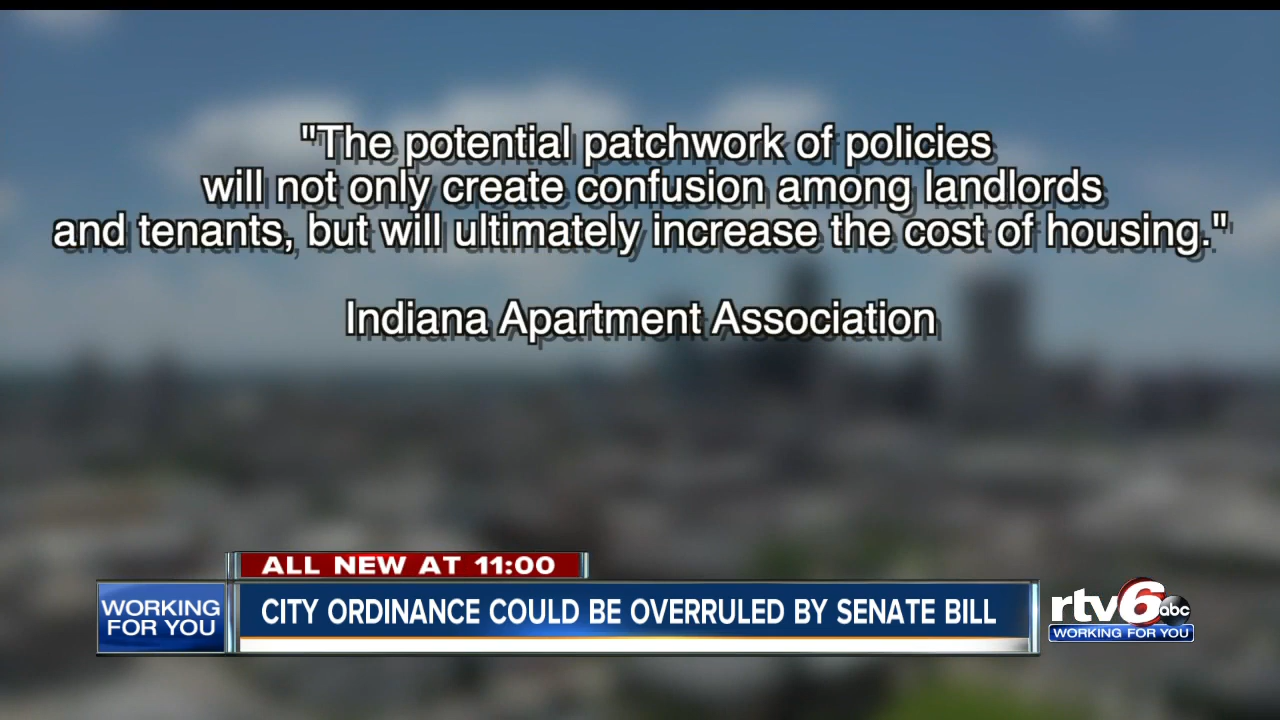 "The potential patchwork of policies
will not only create confusion among landlords
and tenants, but will ultimately increase the cost of housing."
Indiana Apartment Association
ALL NEW AT 11:00
WORKING
FOR YOU
CITY ORDINANCE COULD BE OVERRULED BY SENATE BILL
rtv6 abc
WORKING FOR YOU